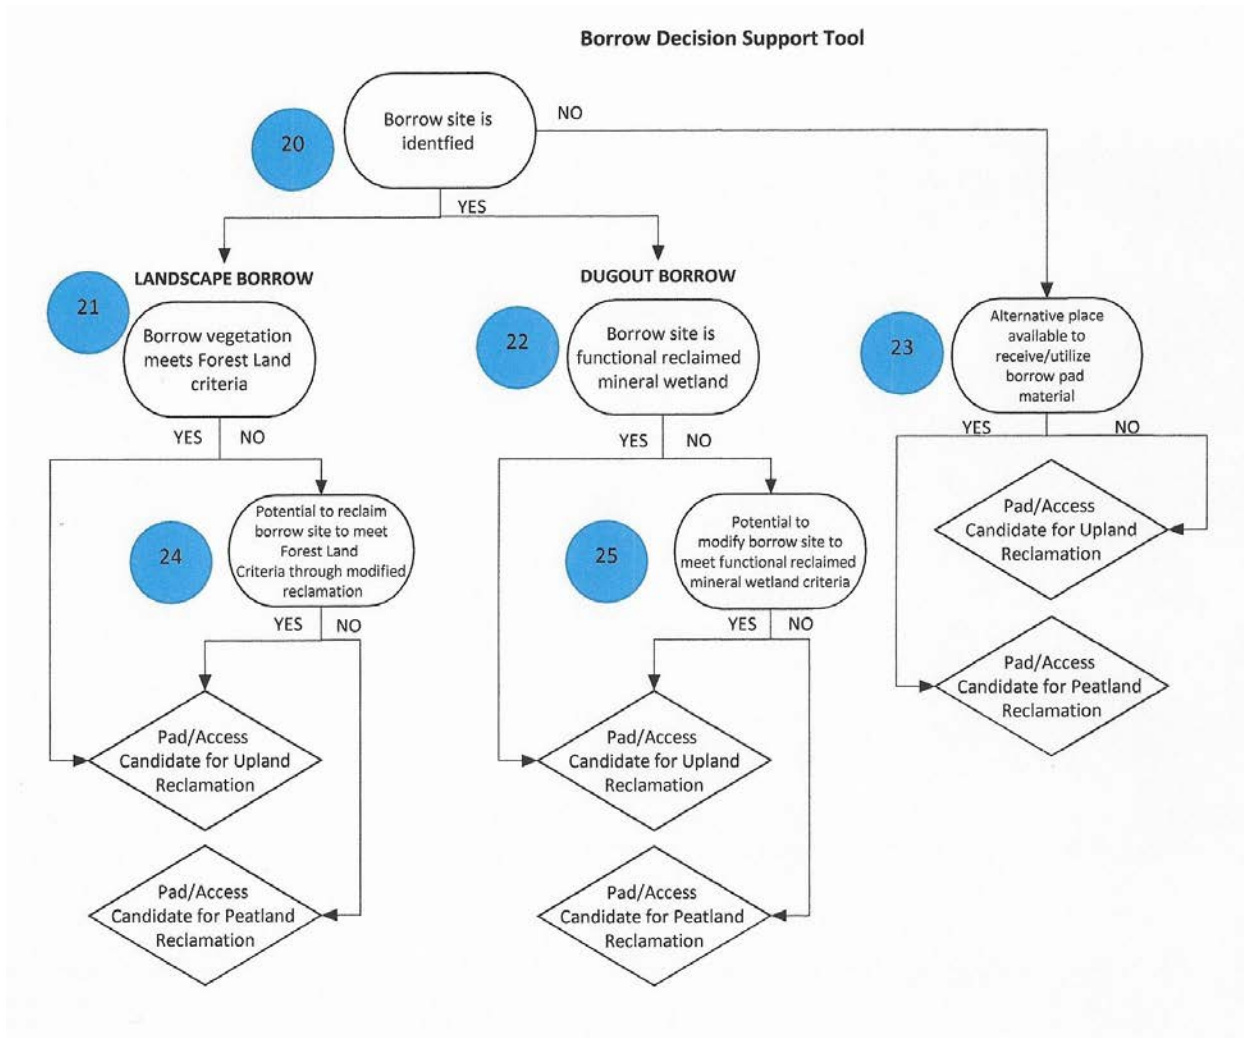 Borrow Decision Support Tool
20
Borrow site is
identfied
NO
YES
LANDSCAPE BORROW
DUGOUT BORROW
21
Borrow vegetation
meets Forest Land
criteria
22
Borrow site is
functional reclaimed
mineral wetland
23
Alternative place
available to
receive/utilize
borrow pad
material
YES
NO
YES
NO
YES
NO
24
Potential to reclaim
borrow site to meet
Forest Land
Criteria through modified
reclamation
25
Potential to
modify borrow site to
meet functional reclaimed
mineral wetland criteria
Pad/Access
Candidate for Upland
Reclamation
YES
NO
YES
NO
Pad/Access
Candidate for Peatland
Reclamation
Pad/Access
Candidate for Upland
Reclamation
Pad/Access
Candidate for Upland
Reclamation
Pad/Access
Candidate for Peatland
Reclamation
Pad/Access
Candidate for Peatland
Reclamation